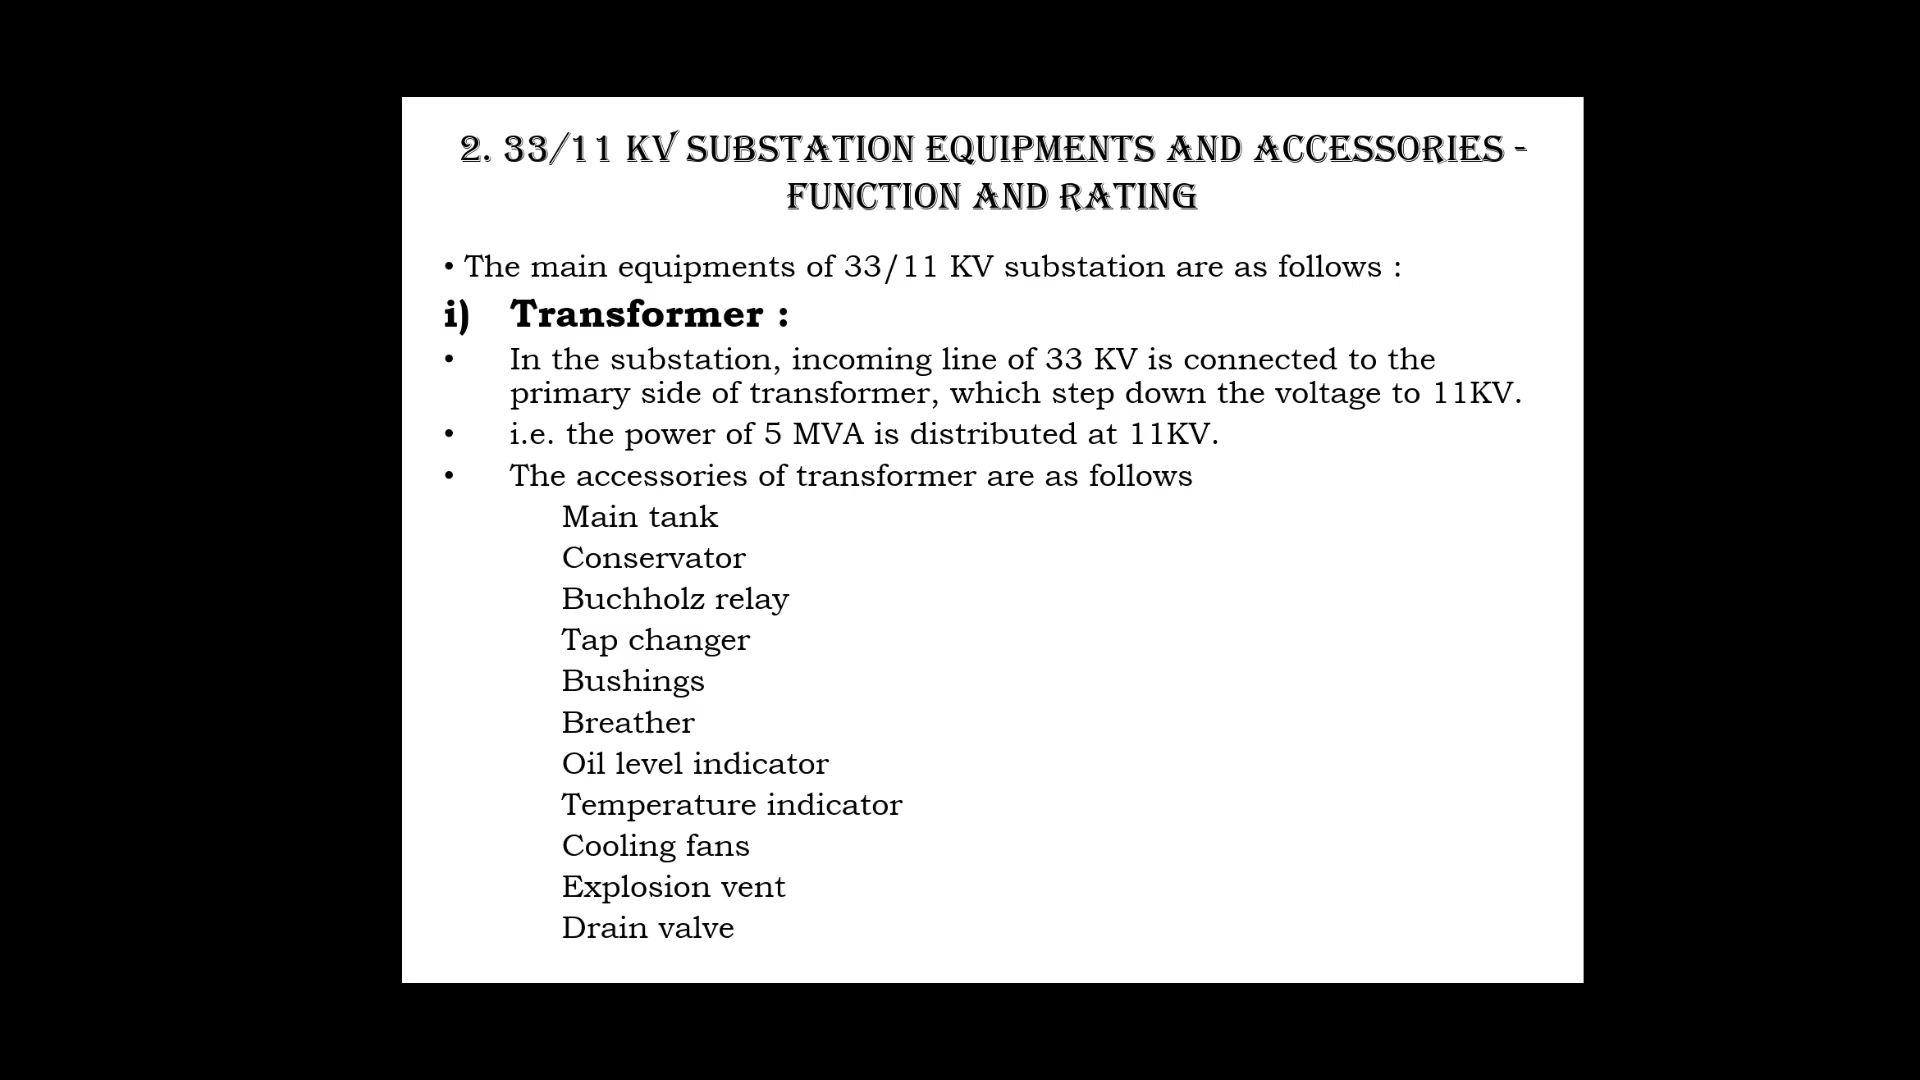 2. 33/11 KV SUBSTATION EQUIPMENTS AND ACCESSORIES -
FUNCTION AND RATING
• The main equipments of 33/11 KV substation are as follows :
i) Transformer :
• In the substation, incoming line of 33 KV is connected to the
primary side of transformer, which step down the voltage to 11KV.
• i.e. the power of 5 MVA is distributed at 11KV.
• The accessories of transformer are as follows
Main tank
Conservator
Buchholz relay
Tap changer
Bushings
Breather
Oil level indicator
Temperature indicator
Cooling fans
Explosion vent
Drain valve